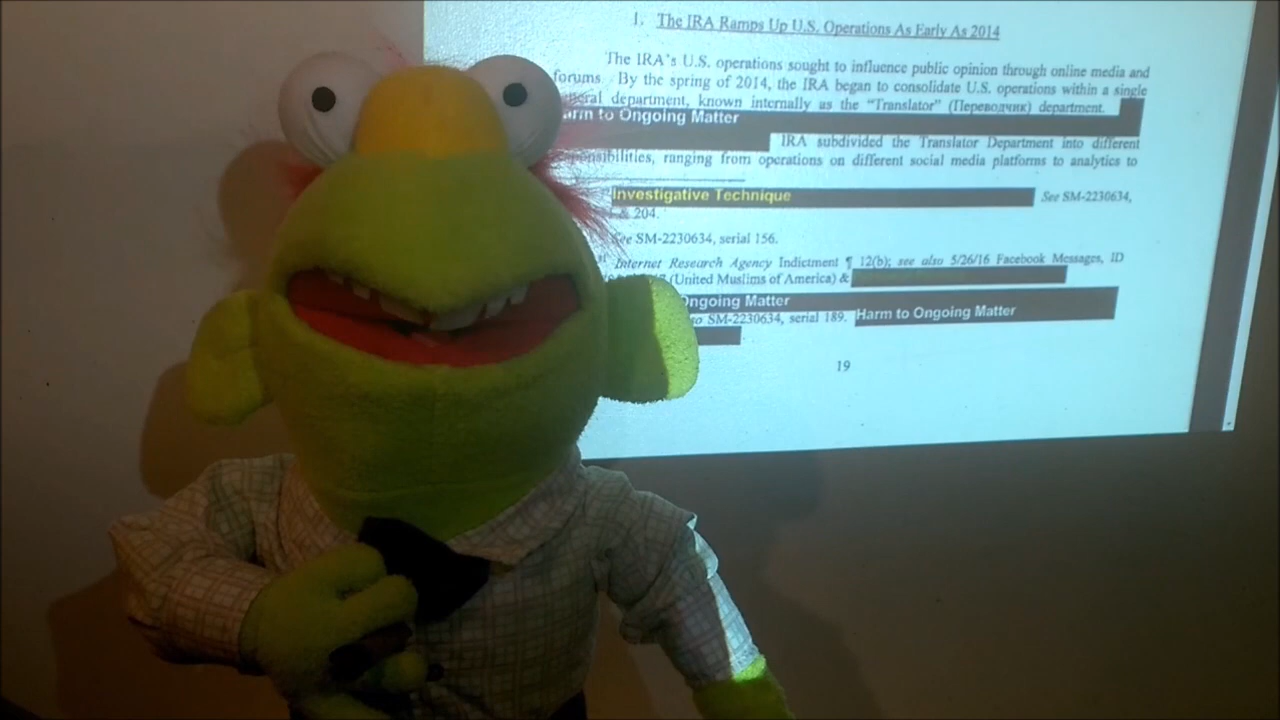 1. The IRA Ramps Up U.S. Operations As Early As 2014
The IRA's U.S. operations sought to influence public opinion through online media and
forums. By the spring of 2014, the IRA began to consolidate U.S. operations within a single
department, known internally as the "Translator" (Переводчик) department.
to Ongoing Matter
IRA subdivided the Translator Department into different
ranging from operations on different social media platforms to analytics to
Investigative Technique See SM-2230634,
& 204.
See SM-2230634, serial 156.
Internet Research Agency Indictment ¶ 12(b); see also 5/26/16 Facebook Messages, ID
(United Muslims of America) &
Ongoing Matter
SM-2230634, serial 189. Harm to Ongoing Matter
19